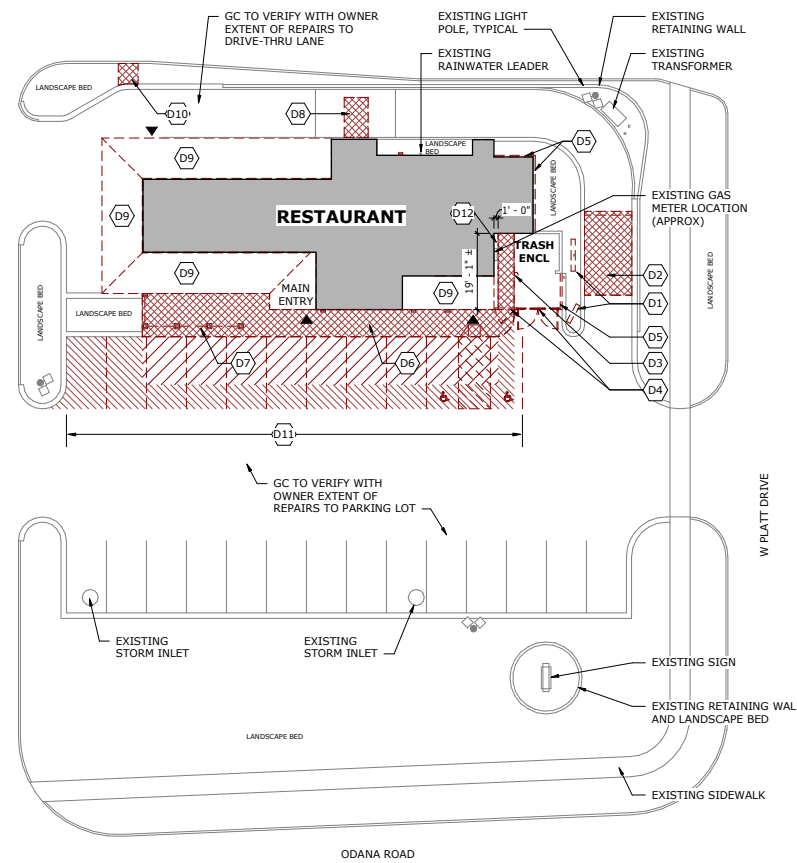 GC TO VERIFY WITH OWNER
EXTENT OF REPAIRS TO
DRIVE-THRU LANE
EXISTING LIGHT
POLE, TYPICAL
EXISTING
RETAINING WALL
EXISTING
RAINWATER LEADER
EXISTING
TRANSFORMER
LANDSCAPE BED
D10
D8
D9
LANDSCAPE
BED
D5
D9
RESTAURANT
D12
1' - 0"
LANDSCAPE BED
EXISTING GAS
METER LOCATION
(APPROX)
TRASH
ENCL
19' - 1" ±
D9
MAIN
ENTRY
D9
D2
D1
D5
D3
D4
LANDSCAPE BED
LANDSCAPE BED
LANDSCAPE BED
D7
D6
D11
GC TO VERIFY WITH
OWNER EXTENT OF
REPAIRS TO PARKING LOT
W PLATT DRIVE
EXISTING
STORM INLET
EXISTING
STORM INLET
EXISTING SIGN
EXISTING RETAINING WAL
AND LANDSCAPE BED
LANDSCAPE BED
EXISTING SIDEWALK
ODANA ROAD